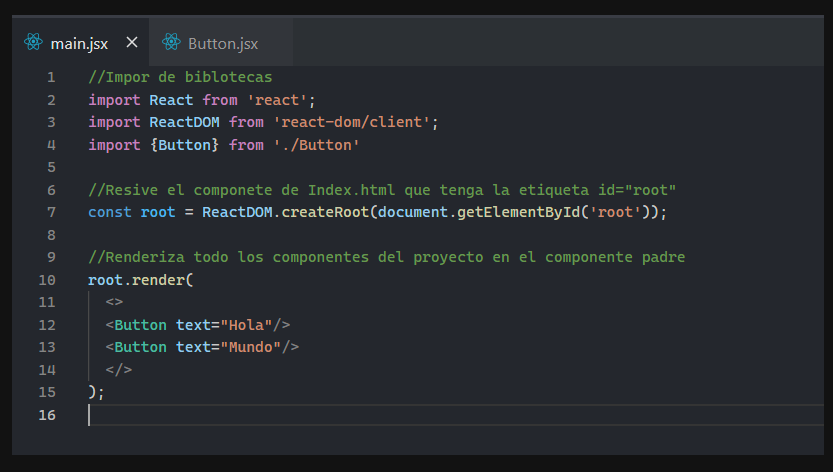 main.jsx × Button.jsx
1 //Impor de biblotecas
2 import React from 'react';
3 import ReactDOM from 'react-dom/client';
4 import {Button} from './Button'
5
6 //Resive el componete de Index.html que tenga la etiqueta id="root"
7 const root = ReactDOM.createRoot(document.getElementById('root'));
8
9 //Renderiza todo los componentes del proyecto en el componente padre
10 root.render(
11 <>
12 <Button text="Hola"/>
13 <Button text="Mundo"/>
14 </>
15 );
16